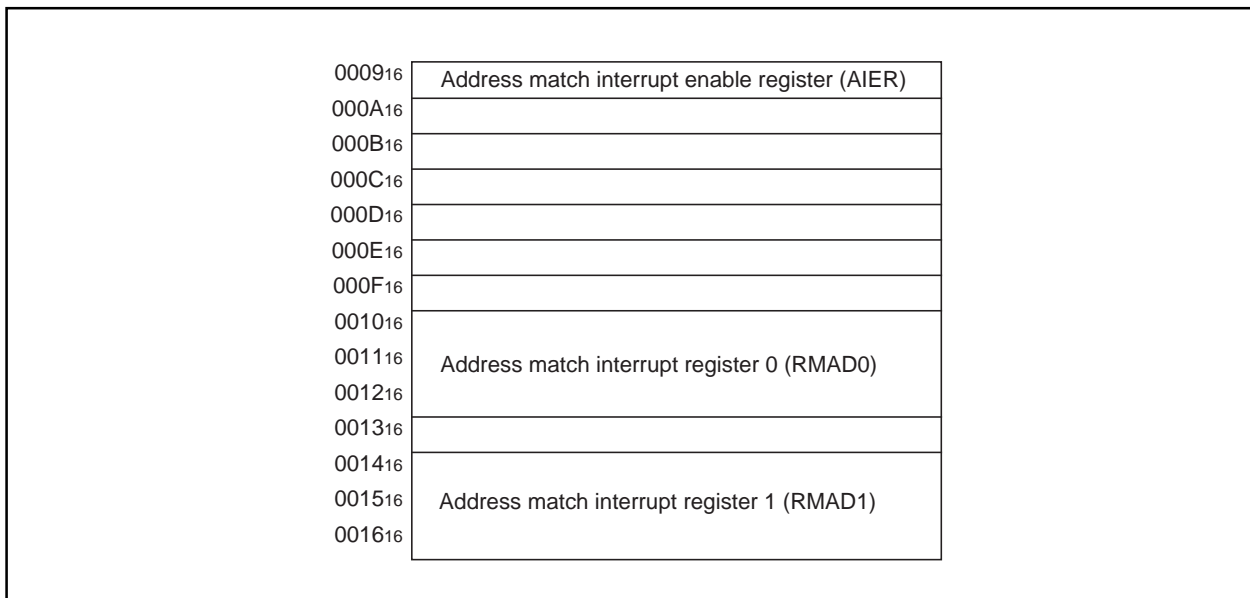 0009₁₆ Address match interrupt enable register (AIER)
000A₁₆
000B₁₆
000C₁₆
000D₁₆
000E₁₆
000F₁₆
0010₁₆
0011₁₆ Address match interrupt register 0 (RMAD0)
0012₁₆
0013₁₆
0014₁₆
0015₁₆ Address match interrupt register 1 (RMAD1)
0016₁₆